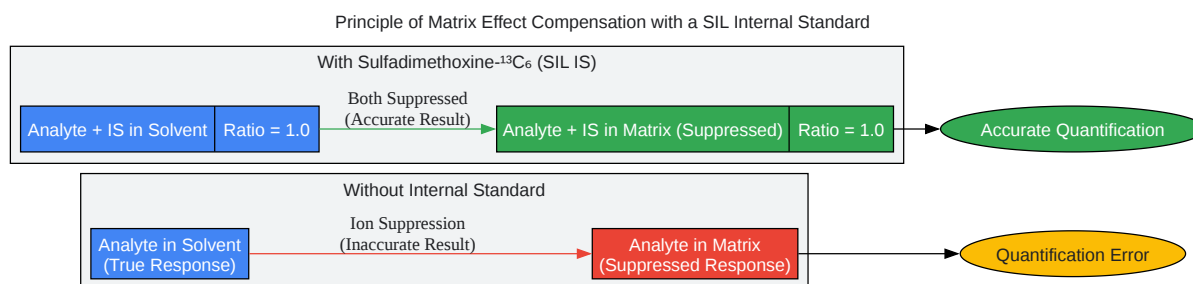 Principle of Matrix Effect Compensation with a SIL Internal Standard
With Sulfadimethoxine-¹³C₆ (SIL IS)
Analyte + IS in Solvent
Ratio = 1.0
Both Suppressed
(Accurate Result)
Analyte + IS in Matrix (Suppressed)
Ratio = 1.0
Accurate Quantification
Without Internal Standard
Analyte in Solvent
(True Response)
Ion Suppression
(Inaccurate Result)
Analyte in Matrix
(Suppressed Response)
Quantification Error